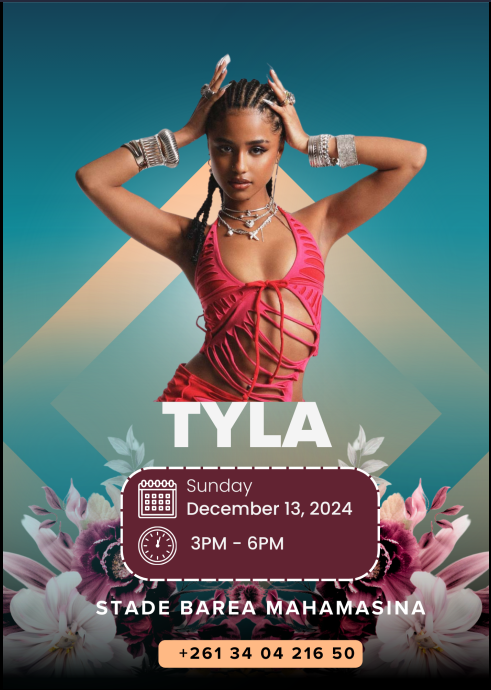 TYLA
Sunday
December 13, 2024
3PM - 6PM
STADE BAREA MAHAMASINA
+261 34 04 216 50